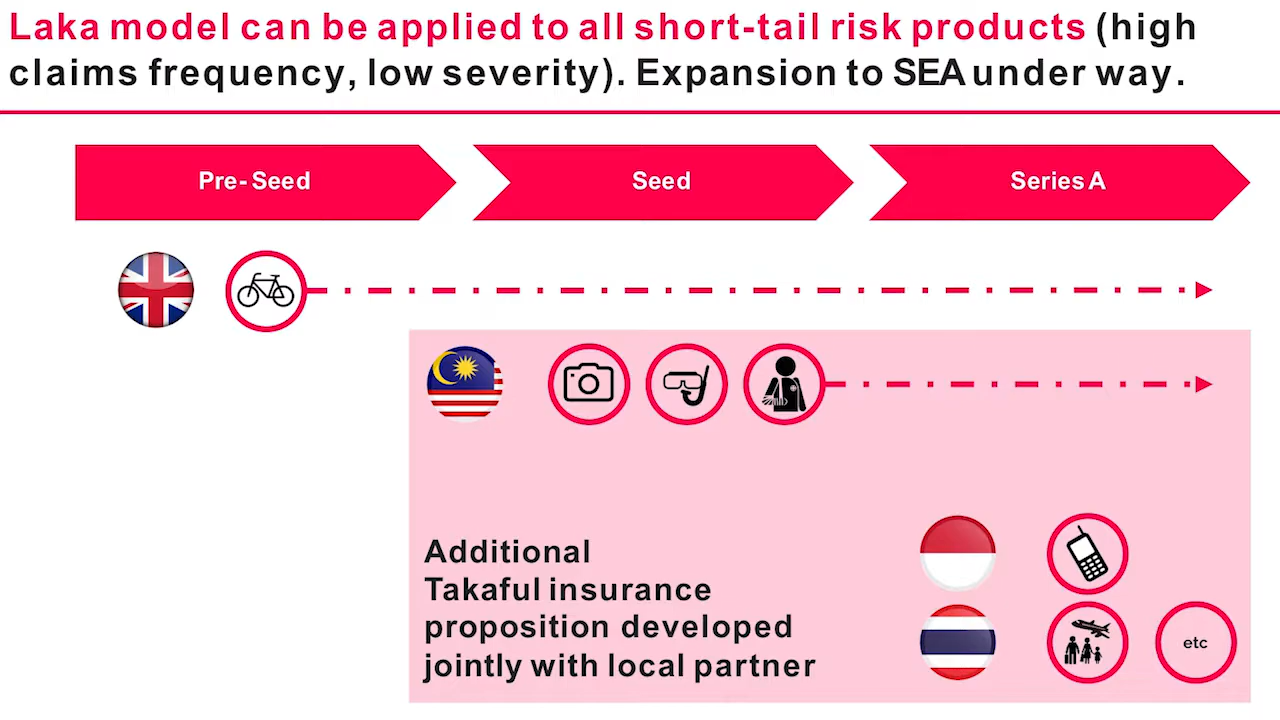 Laka model can be applied to all short-tail risk products (high
claims frequency, low severity). Expansion to SEA under way.
Pre-Seed
Seed
Series A
Additional
Takaful insurance
proposition developed
jointly with local partner
etc